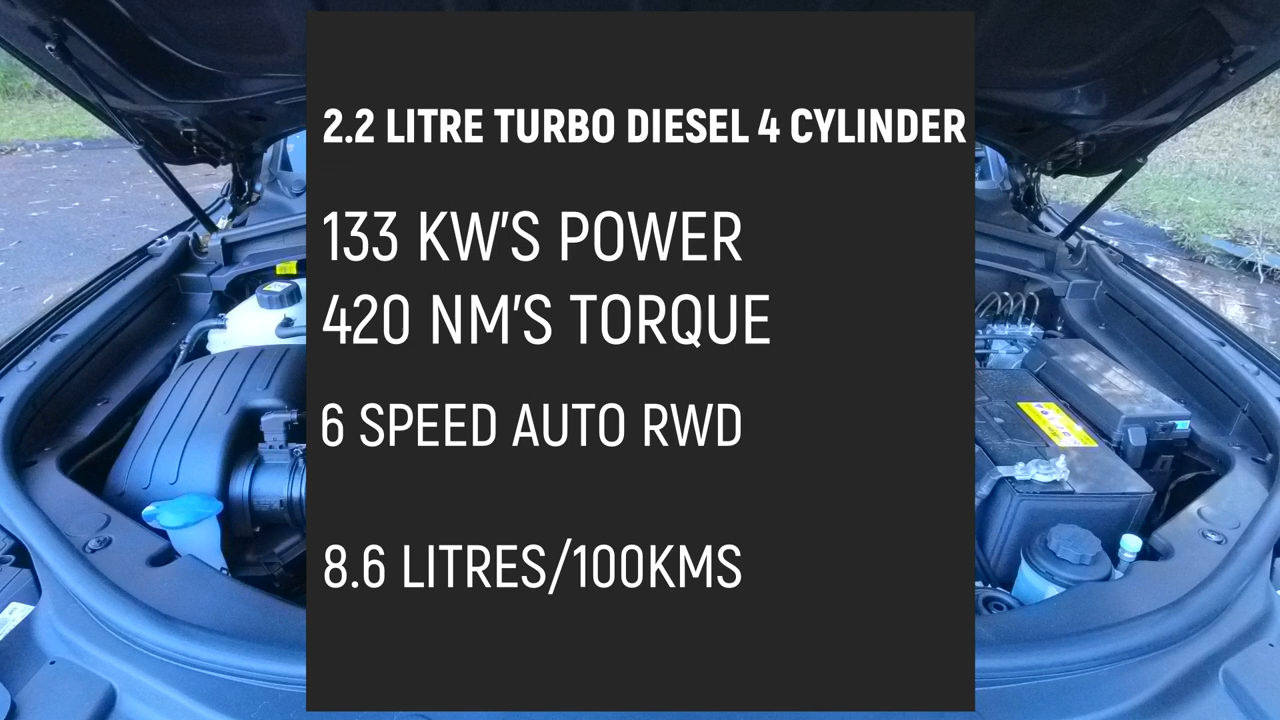 2.2 LITRE TURBO DIESEL 4 CYLINDER
133 KW'S POWER
420 NM'S TORQUE
6 SPEED AUTO RWD
8.6 LITRES/100KMS